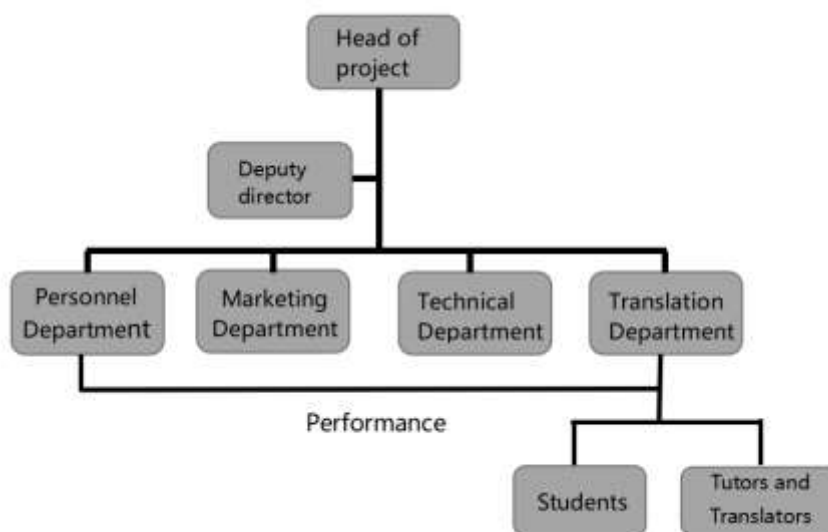 Head of
project
Deputy
director
Personnel
Department
Marketing
Department
Technical
Department
Translation
Department
Performance
Students
Tutors and
Translators